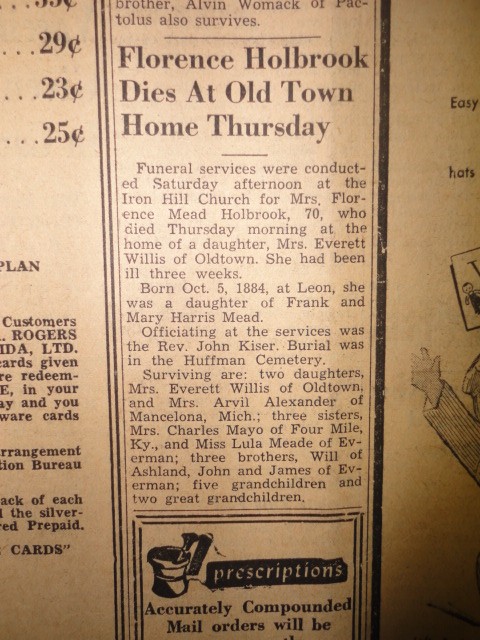 ...35¢
...29¢
...23¢
...25¢
PLAN
Customers
. ROGERS
IDA, LTD.
cards given
re redeem-
E, in your
ay and you
ware cards
arrangement
tion Bureau
ack of each
d the silver-
red Prepaid.
CARDS"
brother, Alvin Womack of Pac-
tolus also survives.
Florence Holbrook
Dies At Old Town
Home Thursday
Funeral services were conduct-
ed Saturday afternoon at the
Iron Hill Church for Mrs. Flor-
ence Mead Holbrook, 70, who
died Thursday morning at the
home of a daughter, Mrs. Everett
Willis of Oldtown. She had been
ill three weeks.
Born Oct. 5, 1884, at Leon, she
was a daughter of Frank and
Mary Harris Mead.
Officiating at the services was
the Rev. John Kiser. Burial was
in the Huffman Cemetery.
Surviving are: two daughters,
Mrs. Everett Willis of Oldtown,
and Mrs. Arvil Alexander of
Mancelona, Mich.; three sisters,
Mrs. Charles Mayo of Four Mile,
Ky., and Miss Lula Meade of Ev-
erman; three brothers, Will of
Ashland, John and James of Ev-
erman; five grandchildren and
two great grandchildren.
prescriptions
Accurately Compounded
Mail orders will be
Easy
hats